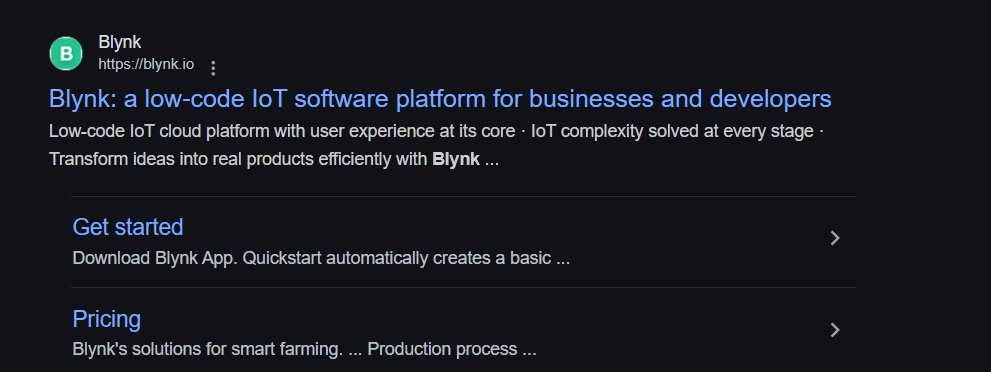 B
Blynk
https://blynk.io
Blynk: a low-code IoT software platform for businesses and developers
Low-code IoT cloud platform with user experience at its core · IoT complexity solved at every stage ·
Transform ideas into real products efficiently with Blynk ...
Get started
Download Blynk App. Quickstart automatically creates a basic ...
Pricing
Blynk's solutions for smart farming. ... Production process ...